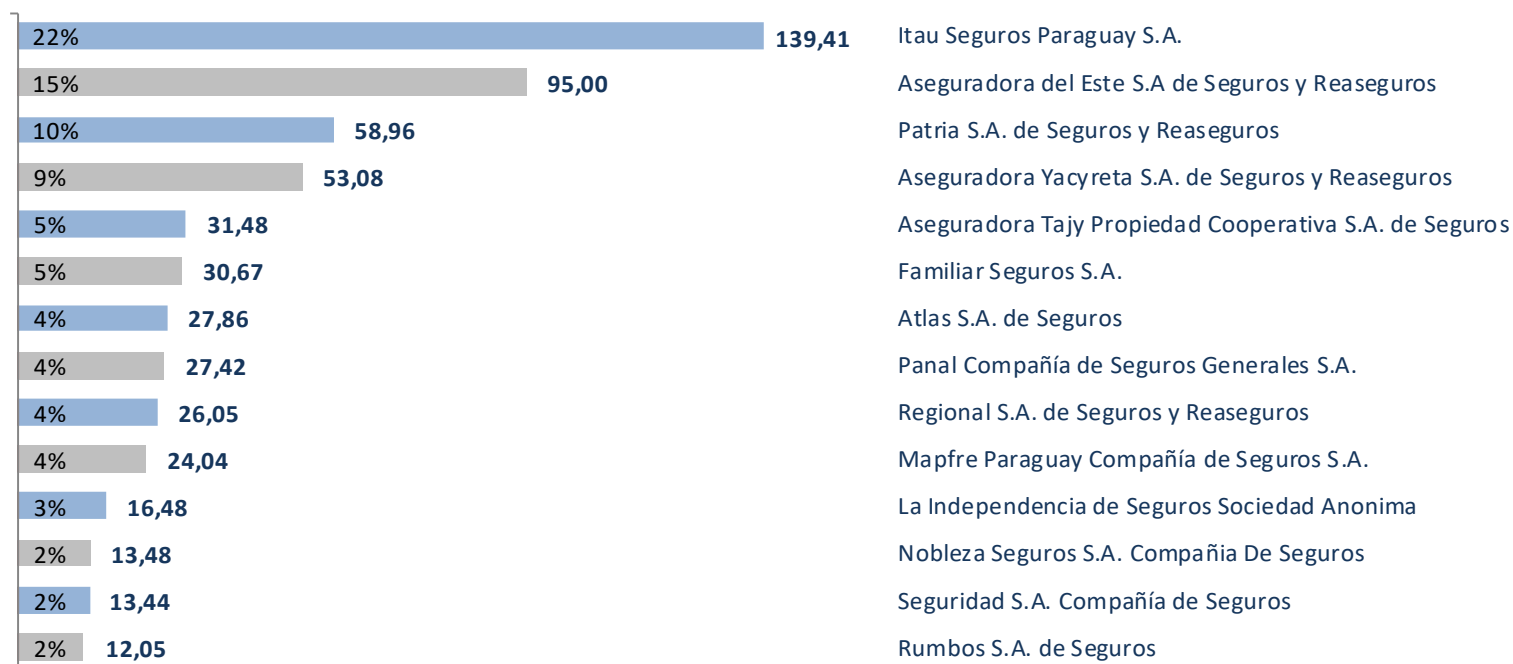 22% 139,41 Itau Seguros Paraguay S.A.
15% 95,00 Aseguradora del Este S.A de Seguros y Reaseguros
10% 58,96 Patria S.A. de Seguros y Reaseguros
9% 53,08 Aseguradora Yacyreta S.A. de Seguros y Reaseguros
5% 31,48 Aseguradora Tajy Propiedad Cooperativa S.A. de Seguros
5% 30,67 Familiar Seguros S.A.
4% 27,86 Atlas S.A. de Seguros
4% 27,42 Panal Compañía de Seguros Generales S.A.
4% 26,05 Regional S.A. de Seguros y Reaseguros
4% 24,04 Mapfre Paraguay Compañía de Seguros S.A.
3% 16,48 La Independencia de Seguros Sociedad Anonima
2% 13,48 Nobleza Seguros S.A. Compañia De Seguros
2% 13,44 Seguridad S.A. Compañía de Seguros
2% 12,05 Rumbos S.A. de Seguros